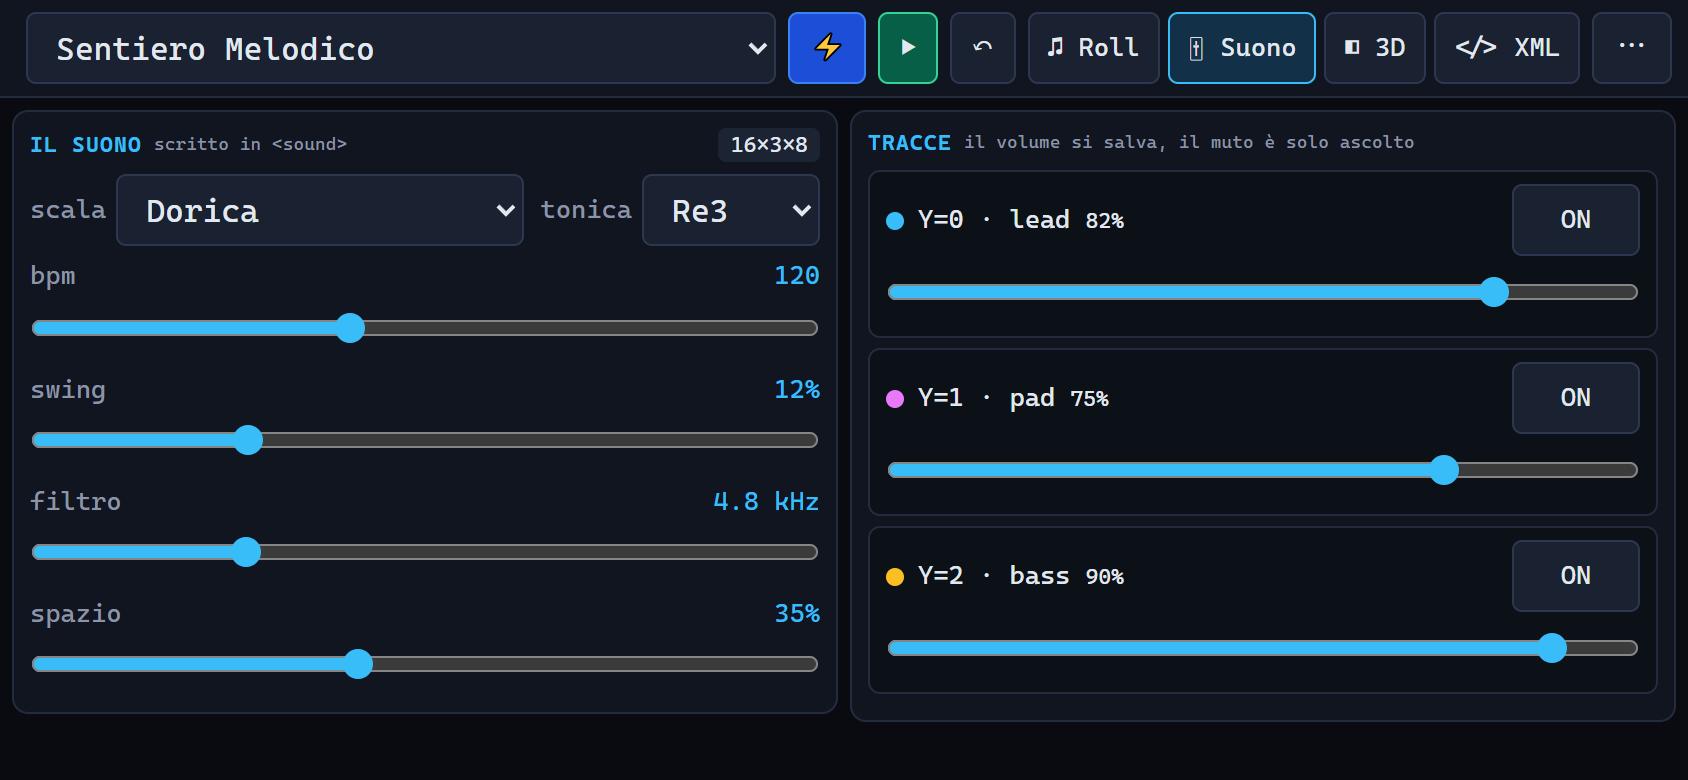 Sentiero Melodico ⚡ ▶ ⤺ ♫ Roll Suono ◧ 3D </> XML ⋯
IL SUONO scritto in <sound> 16×3×8
scala Dorica tonica Re3
bpm 120
swing 12%
filtro 4.8 kHz
spazio 35%
TRACCE il volume si salva, il muto è solo ascolto
Y=0 · lead 82% ON
Y=1 · pad 75% ON
Y=2 · bass 90% ON